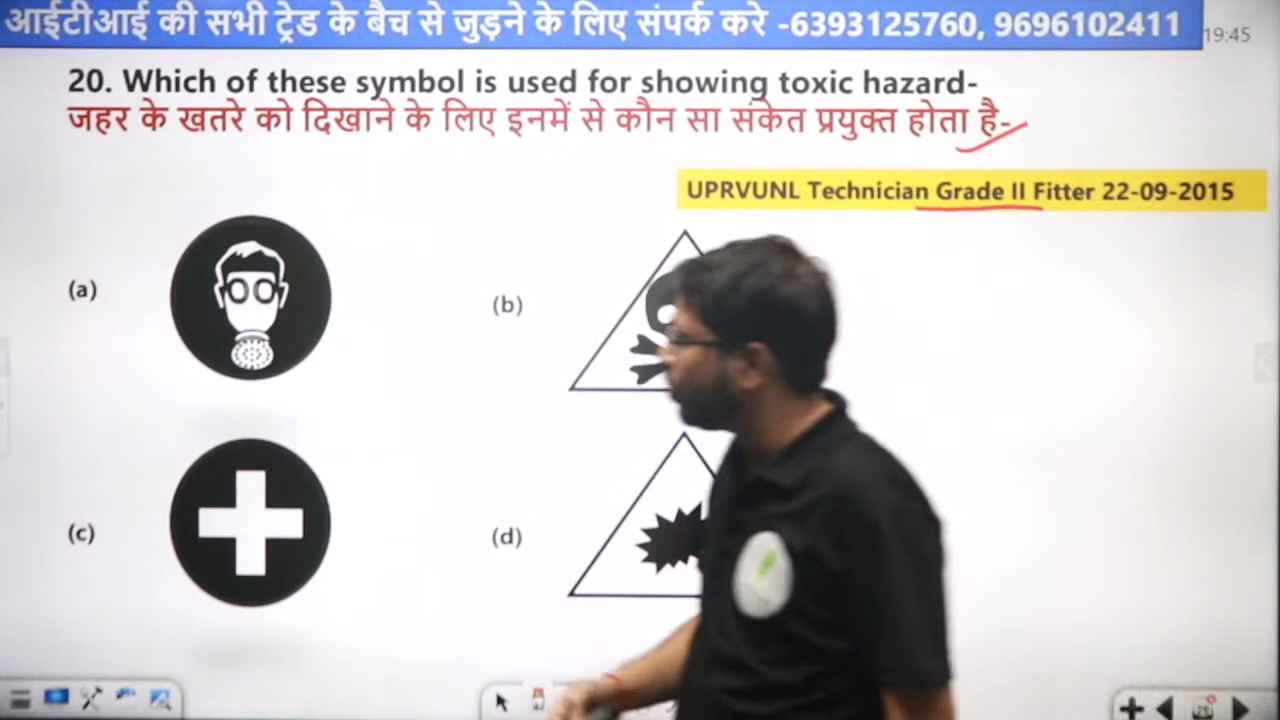 आईटीआई की सभी ट्रेड के बैच से जुड़ने के लिए संपर्क करे -6393125760, 9696102411
19:45
20. Which of these symbol is used for showing toxic hazard-
जहर के खतरे को दिखाने के लिए इनमें से कौन सा संकेत प्रयुक्त होता है-
UPRVUNL Technician Grade II Fitter 22-09-2015
(a)
(b)
(c)
(d)